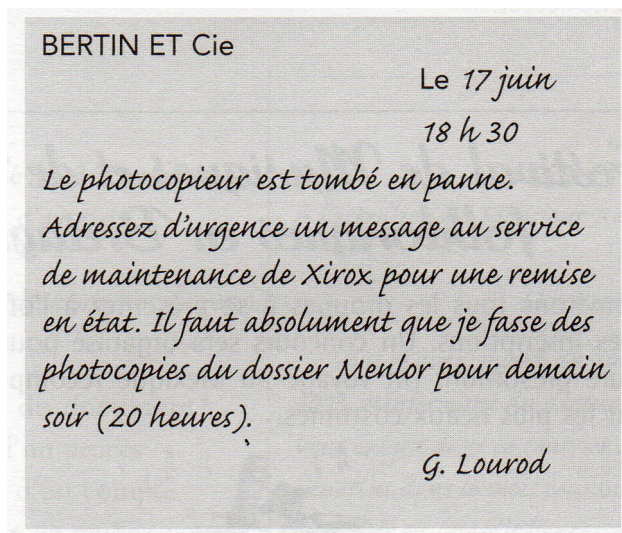 BERTIN ET Cie
Le 17 juin
18 h 30
Le photocopieur est tombé en panne.
Adressez d'urgence un message au service
de maintenance de Xirox pour une remise
en état. Il faut absolument que je fasse des
photocopies du dossier Menlor pour demain
soir (20 heures).
G. Lourod